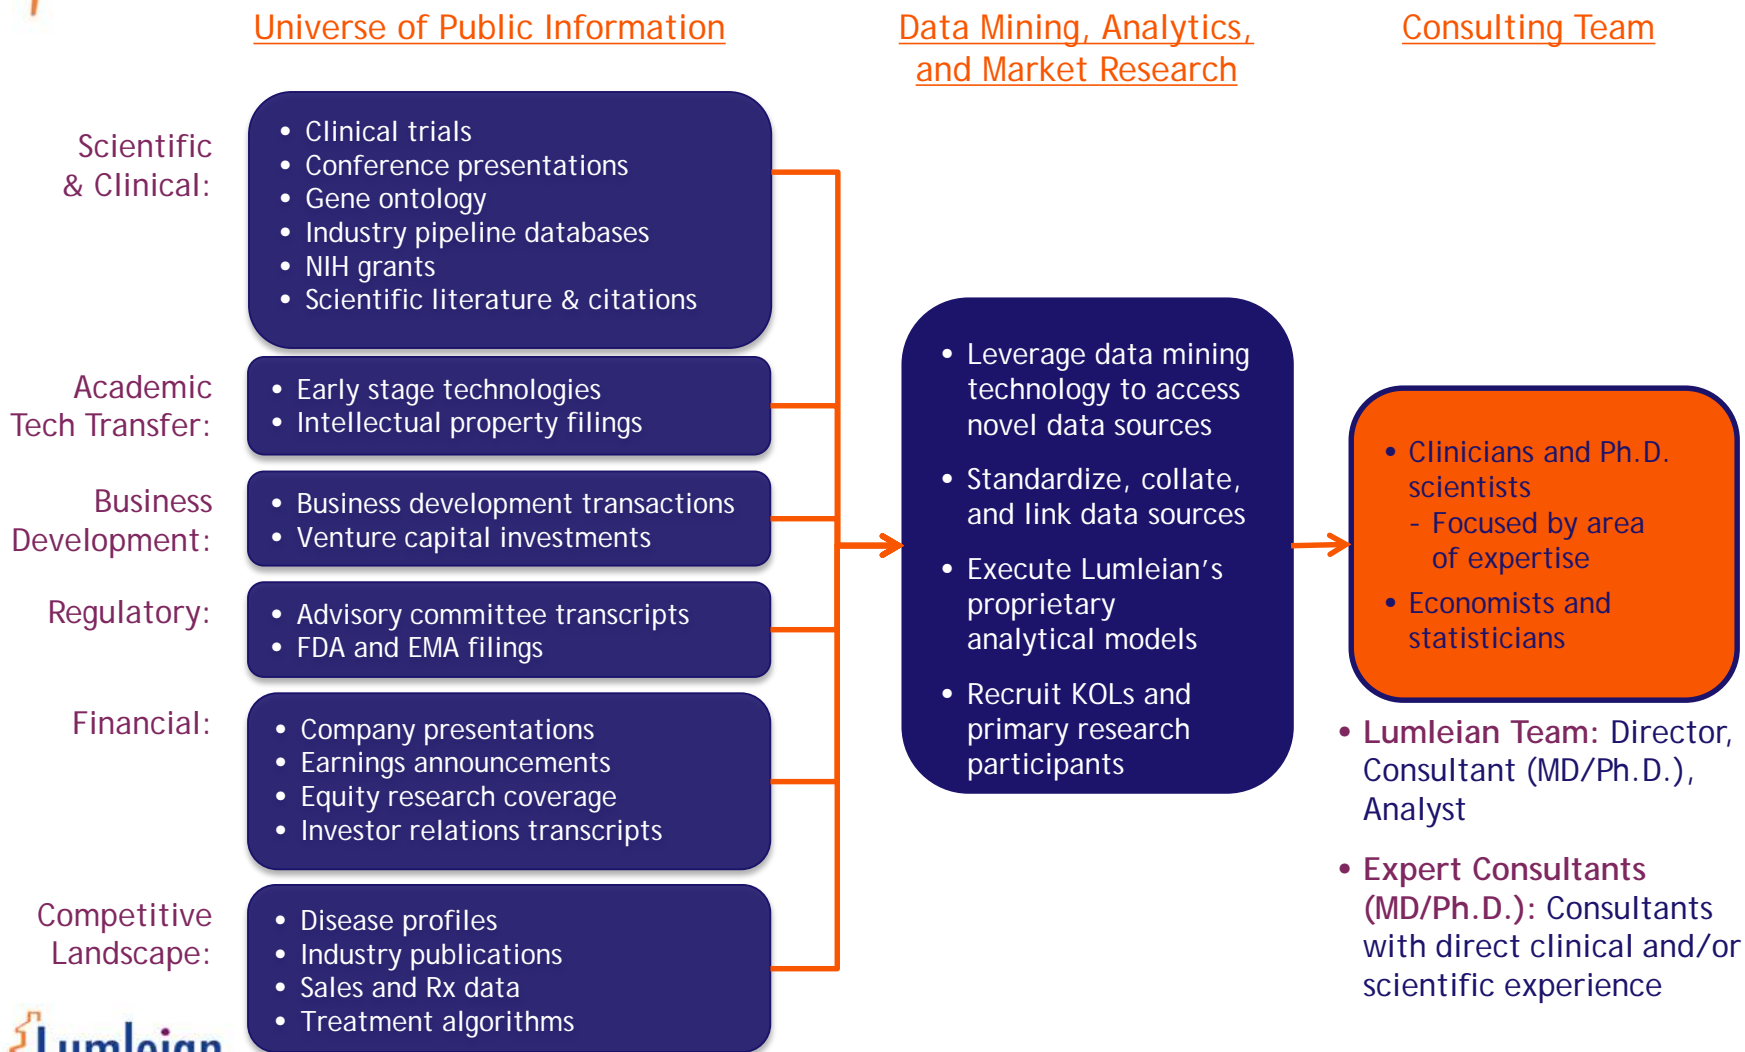 Universe of Public Information
Data Mining, Analytics,
and Market Research
Consulting Team
Scientific
& Clinical:
• Clinical trials
• Conference presentations
• Gene ontology
• Industry pipeline databases
• NIH grants
• Scientific literature & citations
Academic
Tech Transfer:
• Early stage technologies
• Intellectual property filings
Business
Development:
• Business development transactions
• Venture capital investments
Regulatory:
• Advisory committee transcripts
• FDA and EMA filings
Financial:
• Company presentations
• Earnings announcements
• Equity research coverage
• Investor relations transcripts
Competitive
Landscape:
• Disease profiles
• Industry publications
• Sales and Rx data
• Treatment algorithms
• Leverage data mining
technology to access
novel data sources
• Standardize, collate,
and link data sources
• Execute Lumleian’s
proprietary
analytical models
• Recruit KOLs and
primary research
participants
• Clinicians and Ph.D.
scientists
- Focused by area
of expertise
• Economists and
statisticians
• Lumleian Team: Director,
Consultant (MD/Ph.D.),
Analyst
• Expert Consultants
(MD/Ph.D.): Consultants
with direct clinical and/or
scientific experience
Lumleian